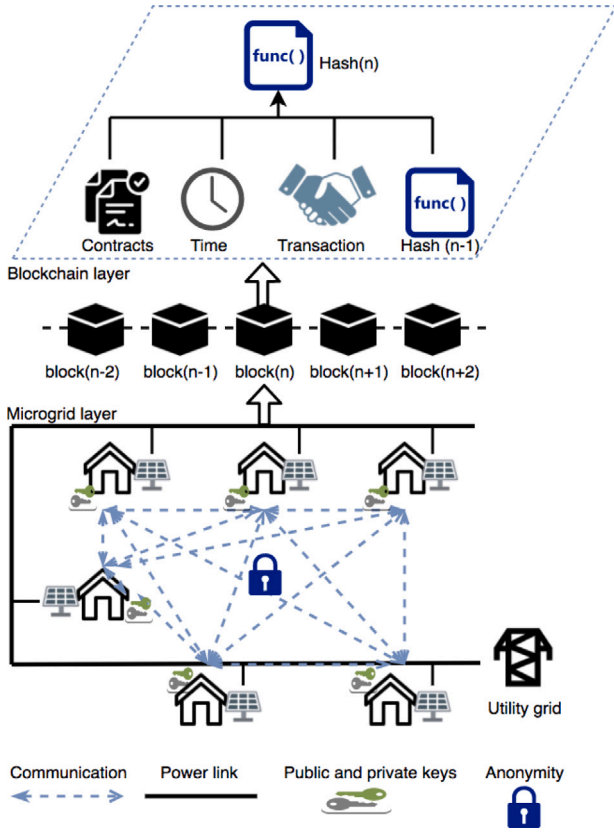 func( )
Hash(n)
func( )
Contracts
Time
Transaction
Hash (n-1)
Blockchain layer
block(n-2)
block(n-1)
block(n)
block(n+1)
block(n+2)
Microgrid layer
Utility grid
Communication
Power link
Public and private keys
Anonymity